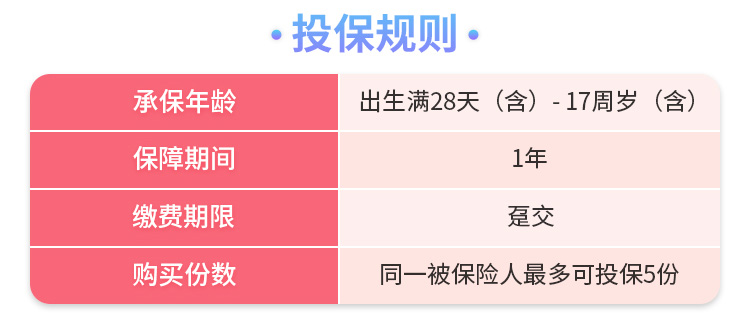 投保规则
承保年龄 出生满28天（含）- 17周岁（含）
保障期间 1年
缴费期限 趸交
购买份数 同一被保险人最多可投保5份